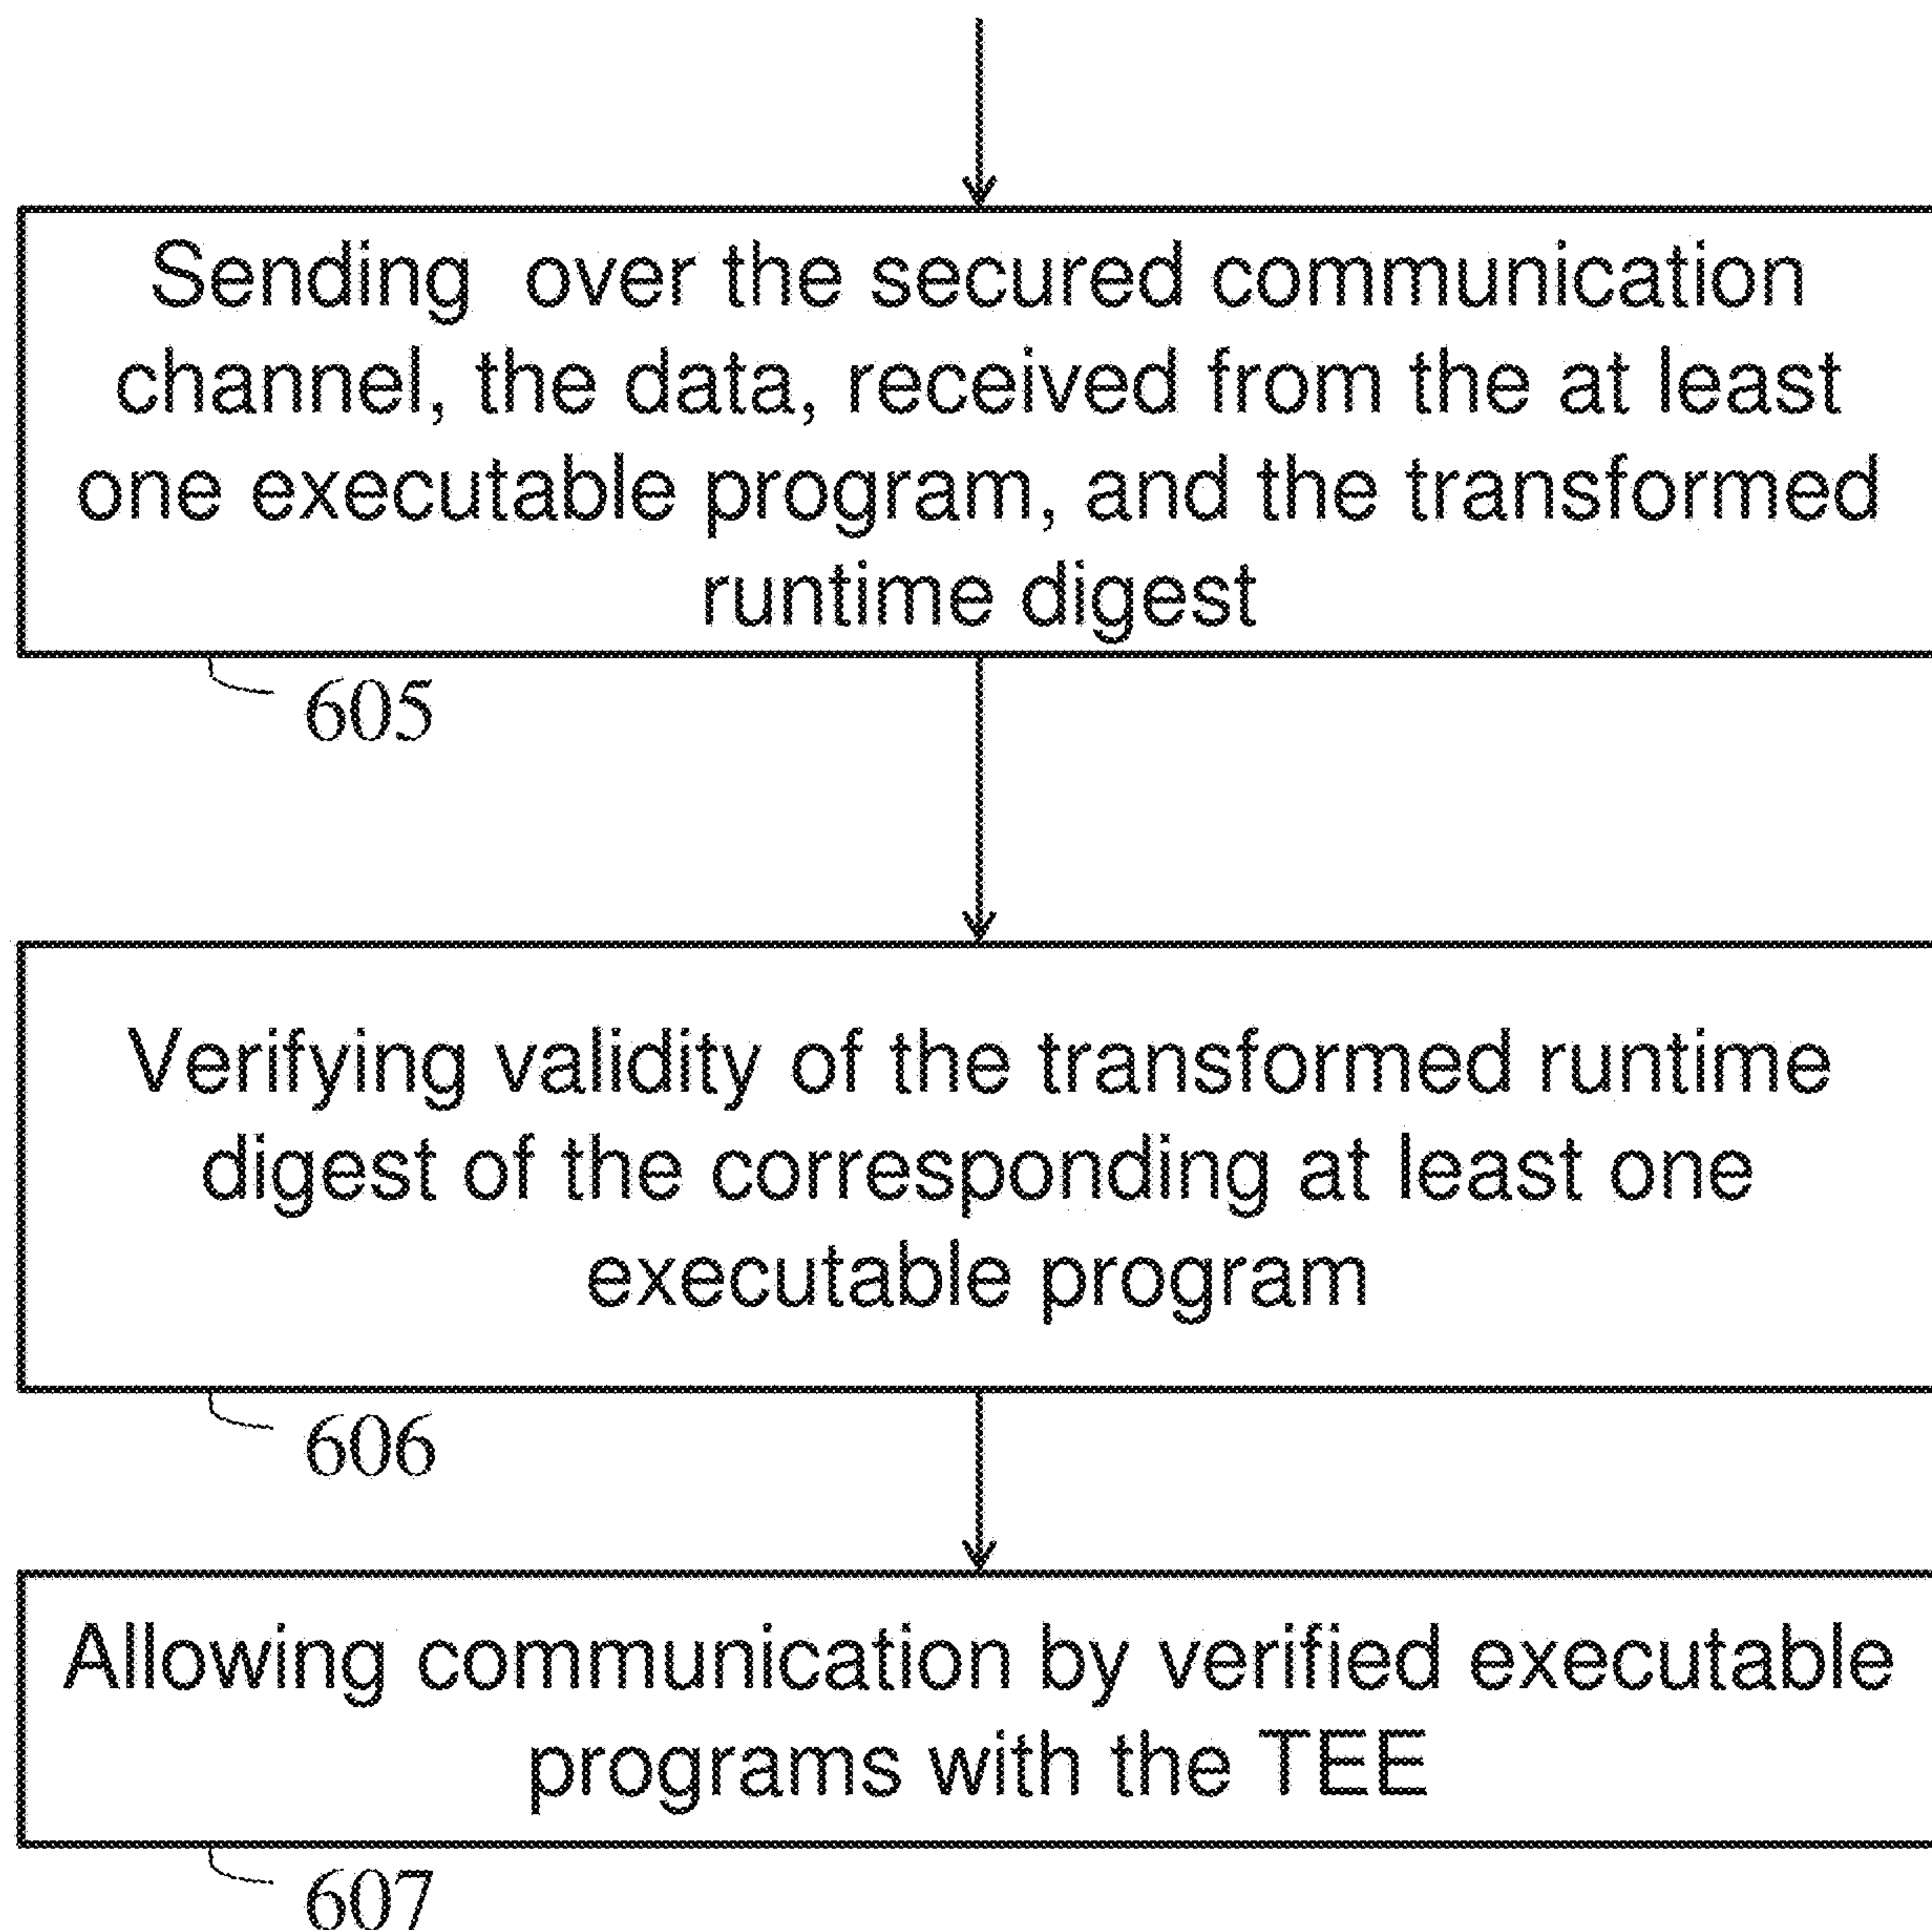 Sending over the secured communication
channel, the data, received from the at least
one executable program, and the transformed
runtime digest
605
Verifying validity of the transformed runtime
digest of the corresponding at least one
executable program
606
Allowing communication by verified executable
programs with the TEE
607